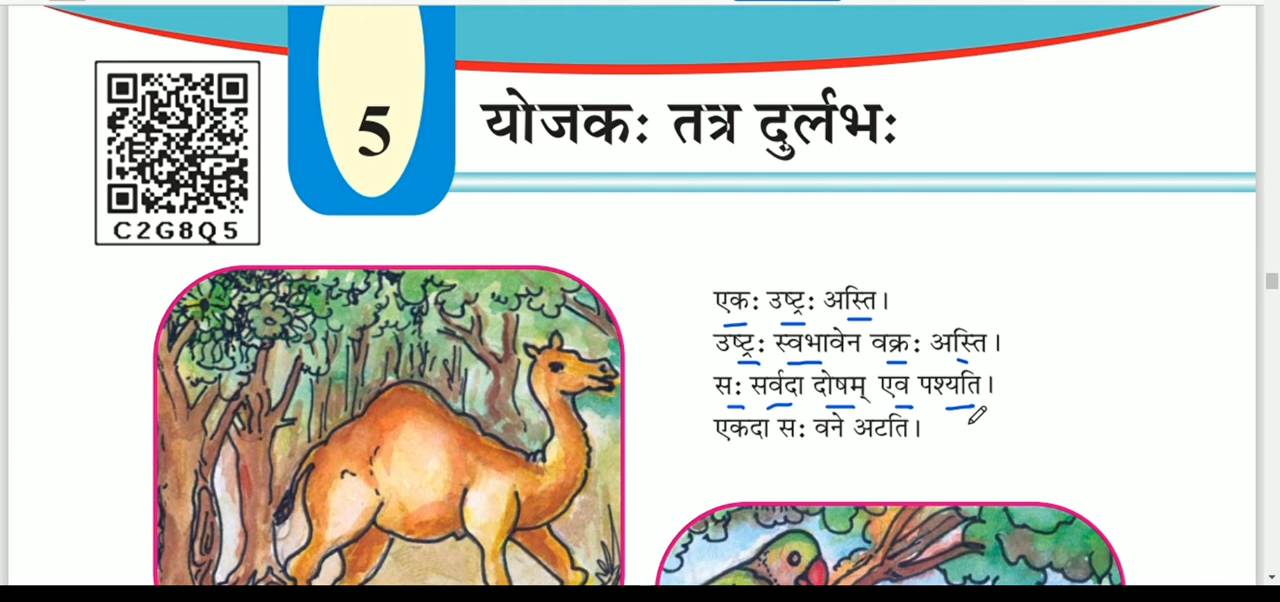 5
योजकः तत्र दुर्लभः
C2G8Q5
एकः उष्ट्रः अस्ति।
उष्ट्रः स्वभावेन वक्रः अस्ति।
सः सर्वदा दोषम् एव पश्यति।
एकदा सः वने अटति।